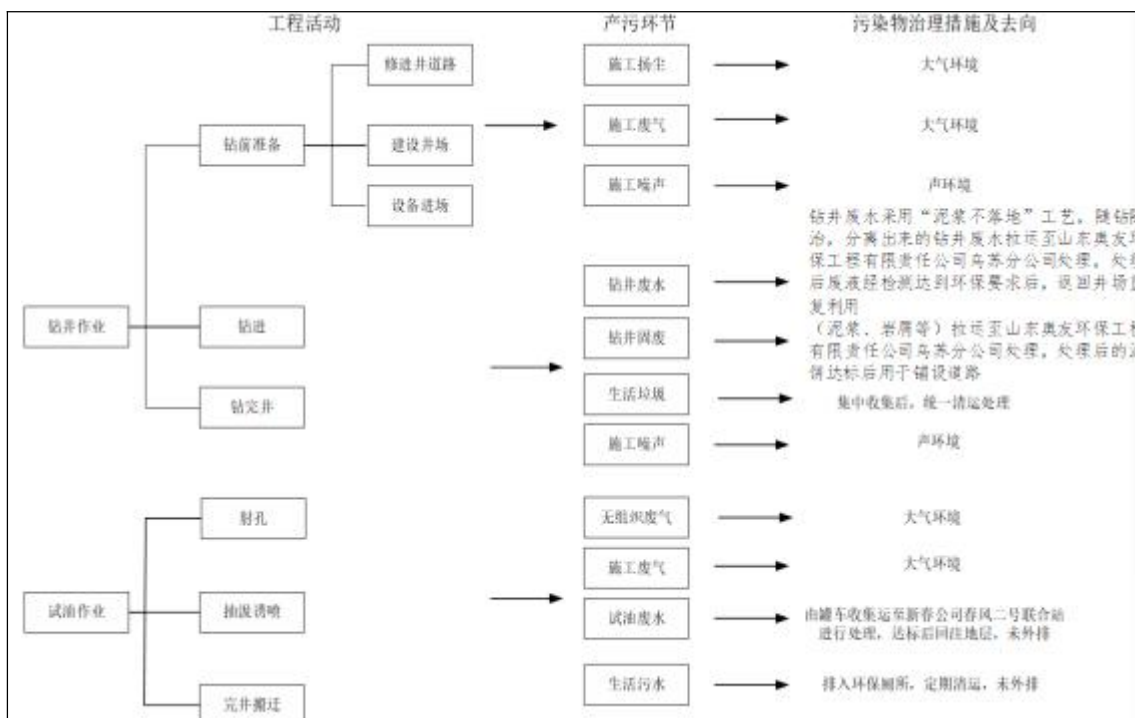 工程活动
产污环节
污染物治理措施及去向
修进井道路
施工扬尘
大气环境
钻前准备
建设井场
施工废气
大气环境
设备进场
施工噪声
声环境
钻井废水采用“泥浆不落地”工艺，随钻随
治，分离出来的钻井废水拉运至山东奥友环
保工程有限责任公司乌苏分公司处理，处理
后废液经检测达到环保要求后，返回井场重
复利用
钻井废水
钻井作业
钻进
钻井固废
（泥浆、岩屑等）拉运至山东奥友环保工程
有限责任公司乌苏分公司处理，处理后的泥
饼达标后用于铺设道路
钻完井
生活垃圾
集中收集后，统一清运处理
施工噪声
声环境
射孔
无组织废气
大气环境
施工废气
大气环境
试油作业
抽汲诱喷
试油废水
由罐车收集运至新春公司春风二号联合站
进行处理，达标后回注地层，未外排
完井搬迁
生活污水
排入环保厕所，定期清运，未外排